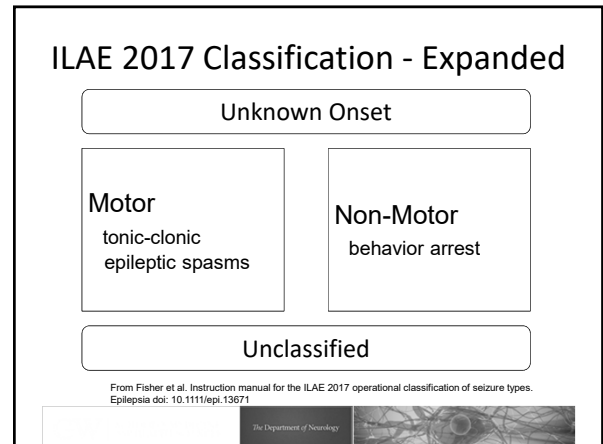 ILAE 2017 Classification - Expanded
Unknown Onset
Motor
tonic-clonic
epileptic spasms
Non-Motor
behavior arrest
Unclassified
From Fisher et al. Instruction manual for the ILAE 2017 operational classification of seizure types.
Epilepsia doi: 10.1111/epi.13671
The Department of Neurology